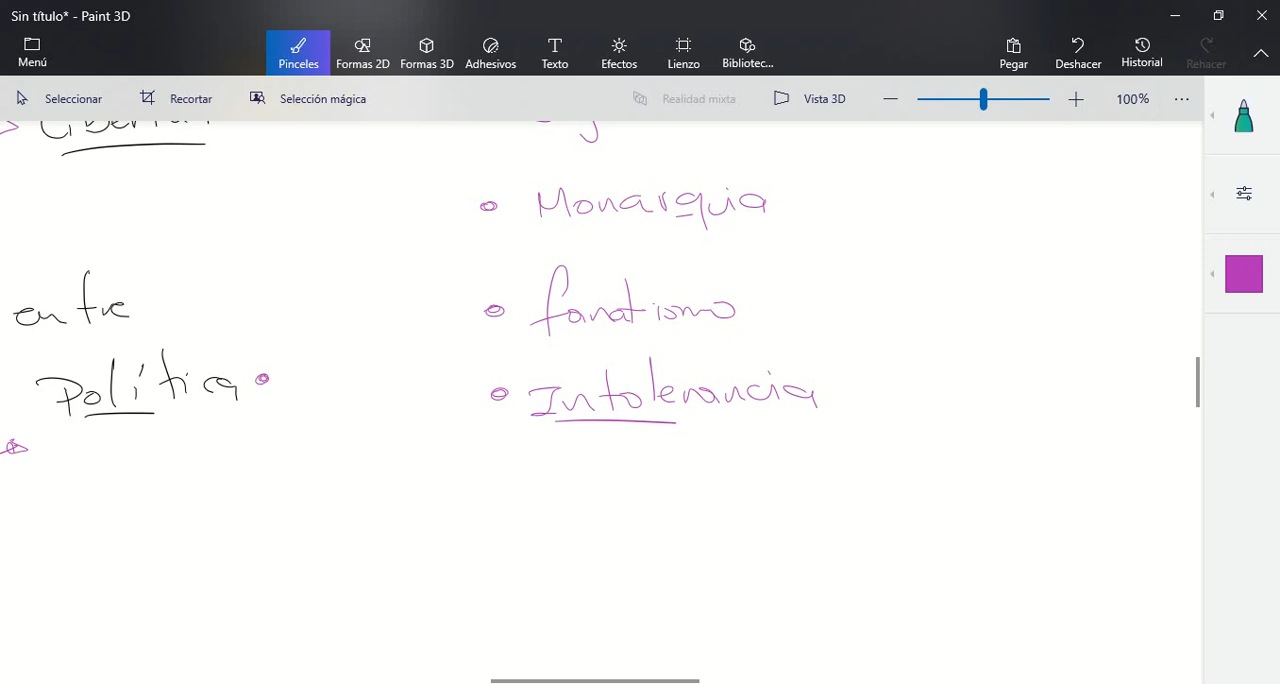 Sin título* - Paint 3D
Menú
Pinceles
Formas 2D
Formas 3D
Adhesivos
Texto
Efectos
Lienzo
Bibliotec...
Pegar
Deshacer
Historial
Rehacer
Seleccionar
Recortar
Selección mágica
Realidad mixta
Vista 3D
100%
• Monarquia
entre
• fanatismo
Política •
• Intolerancia